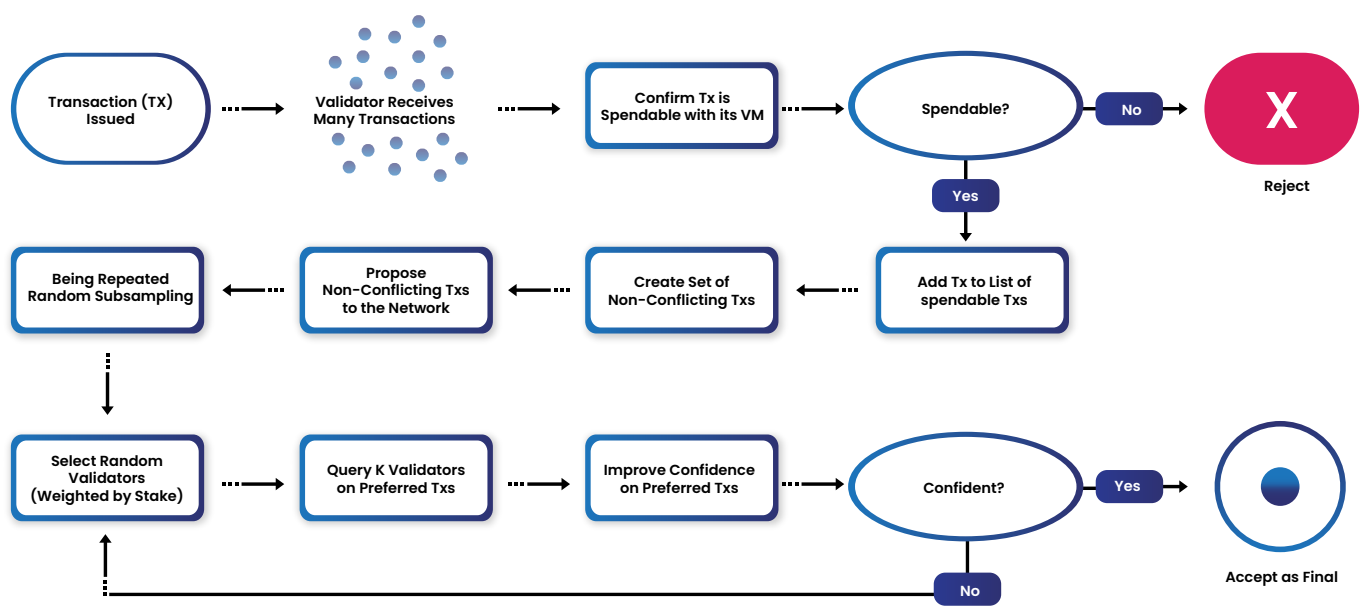 Transaction (TX)
Issued
Validator Receives
Many Transactions
Confirm Tx is
Spendable with its VM
Spendable?
No
X
Reject
Yes
Being Repeated
Random Subsampling
Propose
Non-Conflicting Txs
to the Network
Create Set of
Non-Conflicting Txs
Add Tx to List of
spendable Txs
Select Random
Validators
(Weighted by Stake)
Query K Validators
on Preferred Txs
Improve Confidence
on Preferred Txs
Confident?
Yes
Accept as Final
No